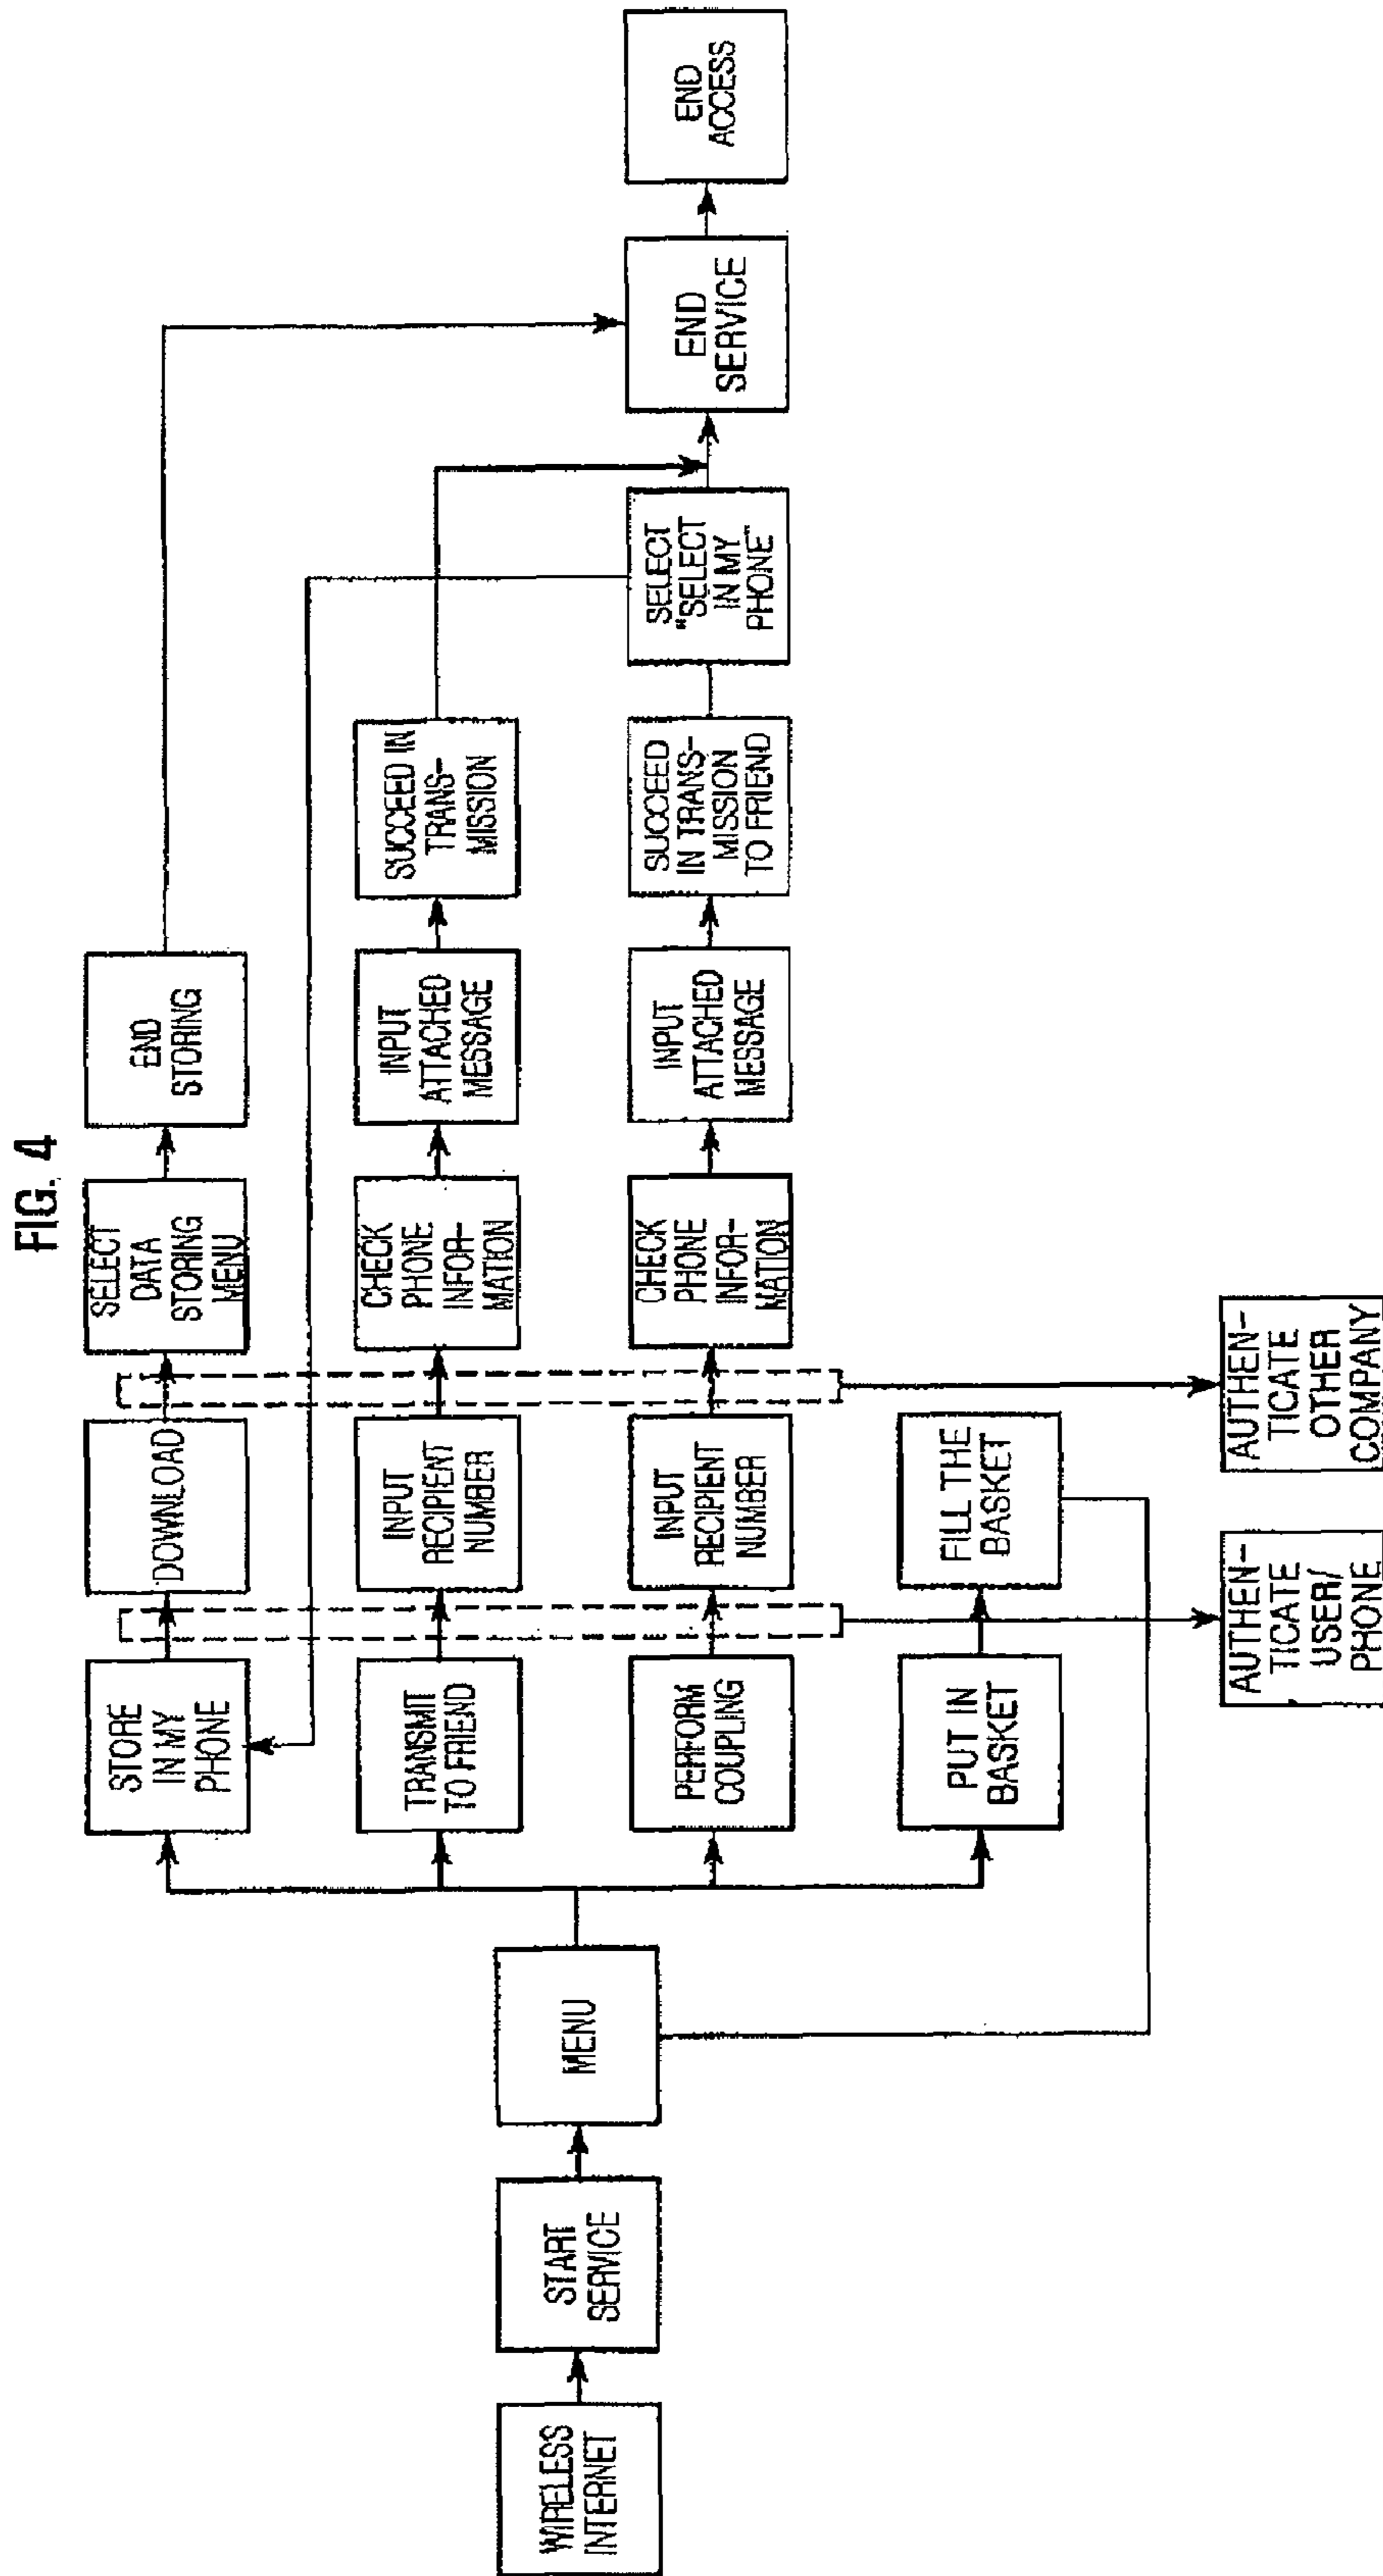 FIG. 4
WIRELESS
INTERNET
START
SERVICE
MENU
STORE
IN MY
PHONE
DOWNLOAD
SELECT
DATA
STORING
MENU
END
STORING
TRANSMIT
TO FRIEND
INPUT
RECIPIENT
NUMBER
CHECK
PHONE
INFOR-
MATION
INPUT
ATTACHED
MESSAGE
SUCCEED IN
TRANS-
MISSION
PERFORM
COUPLING
INPUT
RECIPIENT
NUMBER
CHECK
PHONE
INFOR-
MATION
INPUT
ATTACHED
MESSAGE
SUCCEED
IN TRANS-
MISSION
TO FRIEND
SELECT
"SELECT
IN MY
PHONE"
END
SERVICE
END
ACCESS
PUT IN
BASKET
FILL THE
BASKET
AUTHEN-
TICATE
USER/
PHONE
AUTHEN-
TICATE
OTHER
COMPANY